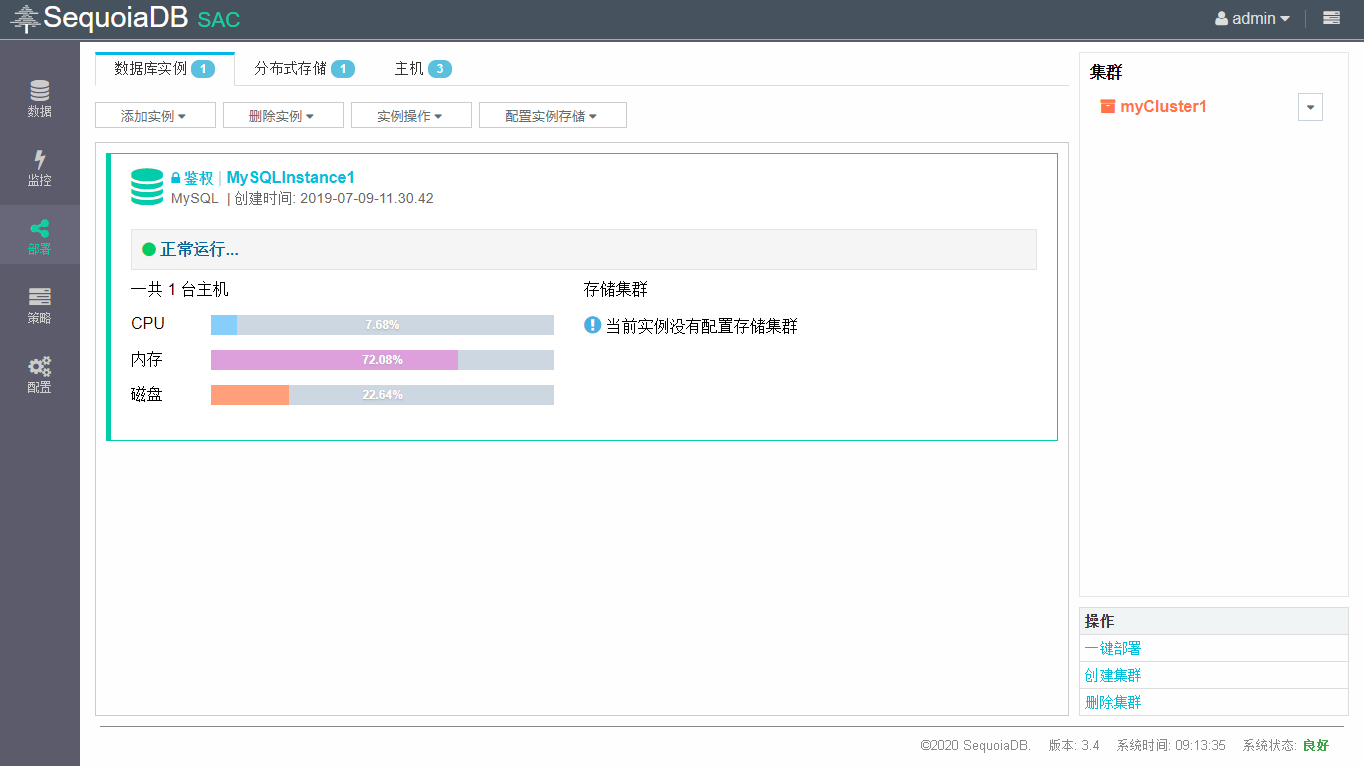 SequoiaDB SAC
admin
数据
监控
部署
策略
配置
数据库实例 1 分布式存储 1 主机 3
添加实例 删除实例 实例操作 配置实例存储
鉴权 | MySQLInstance1
MySQL | 创建时间: 2019-07-09-11.30.42
正常运行...
一共 1 台主机
CPU 7.68%
内存 72.08%
磁盘 22.64%
存储集群
当前实例没有配置存储集群
集群
myCluster1
操作
一键部署
创建集群
删除集群
©2020 SequoiaDB. 版本: 3.4 系统时间: 09:13:35 系统状态: 良好